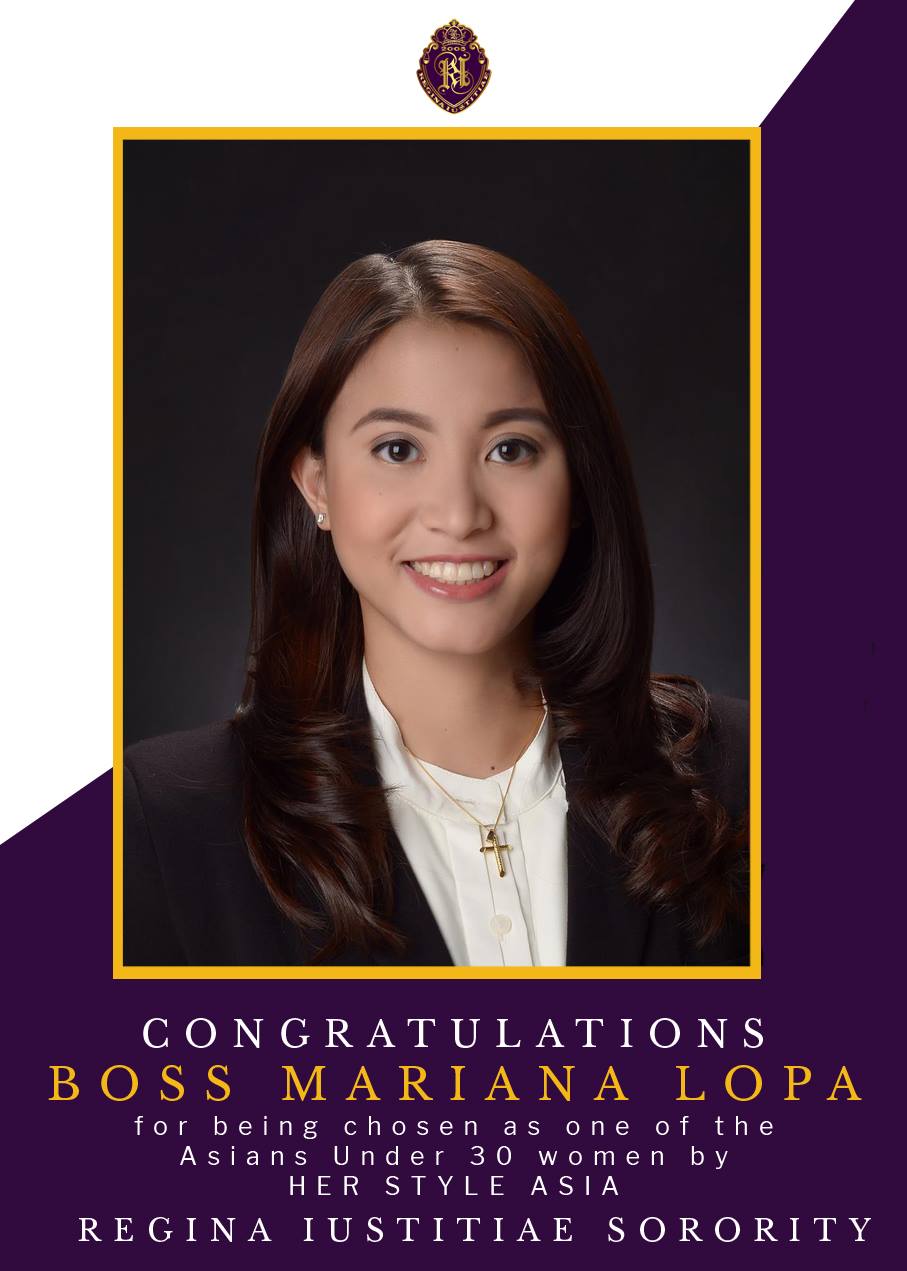 2005
REGINA IUSTITIAE
CONGRATULATIONS
BOSS MARIANA LOPA
for being chosen as one of the
Asians Under 30 women by
HER STYLE ASIA
REGINA IUSTITIAE SORORITY